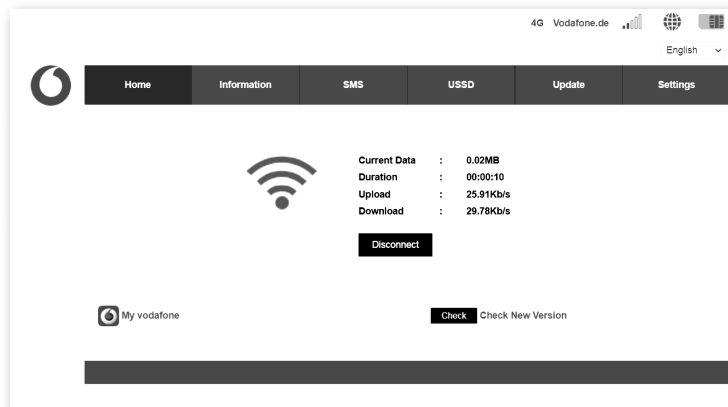 4G Vodafone.de
English
Home Information SMS USSD Update Settings
Current Data : 0.02MB
Duration : 00:00:10
Upload : 25.91Kb/s
Download : 29.78Kb/s
Disconnect
My vodafone Check Check New Version